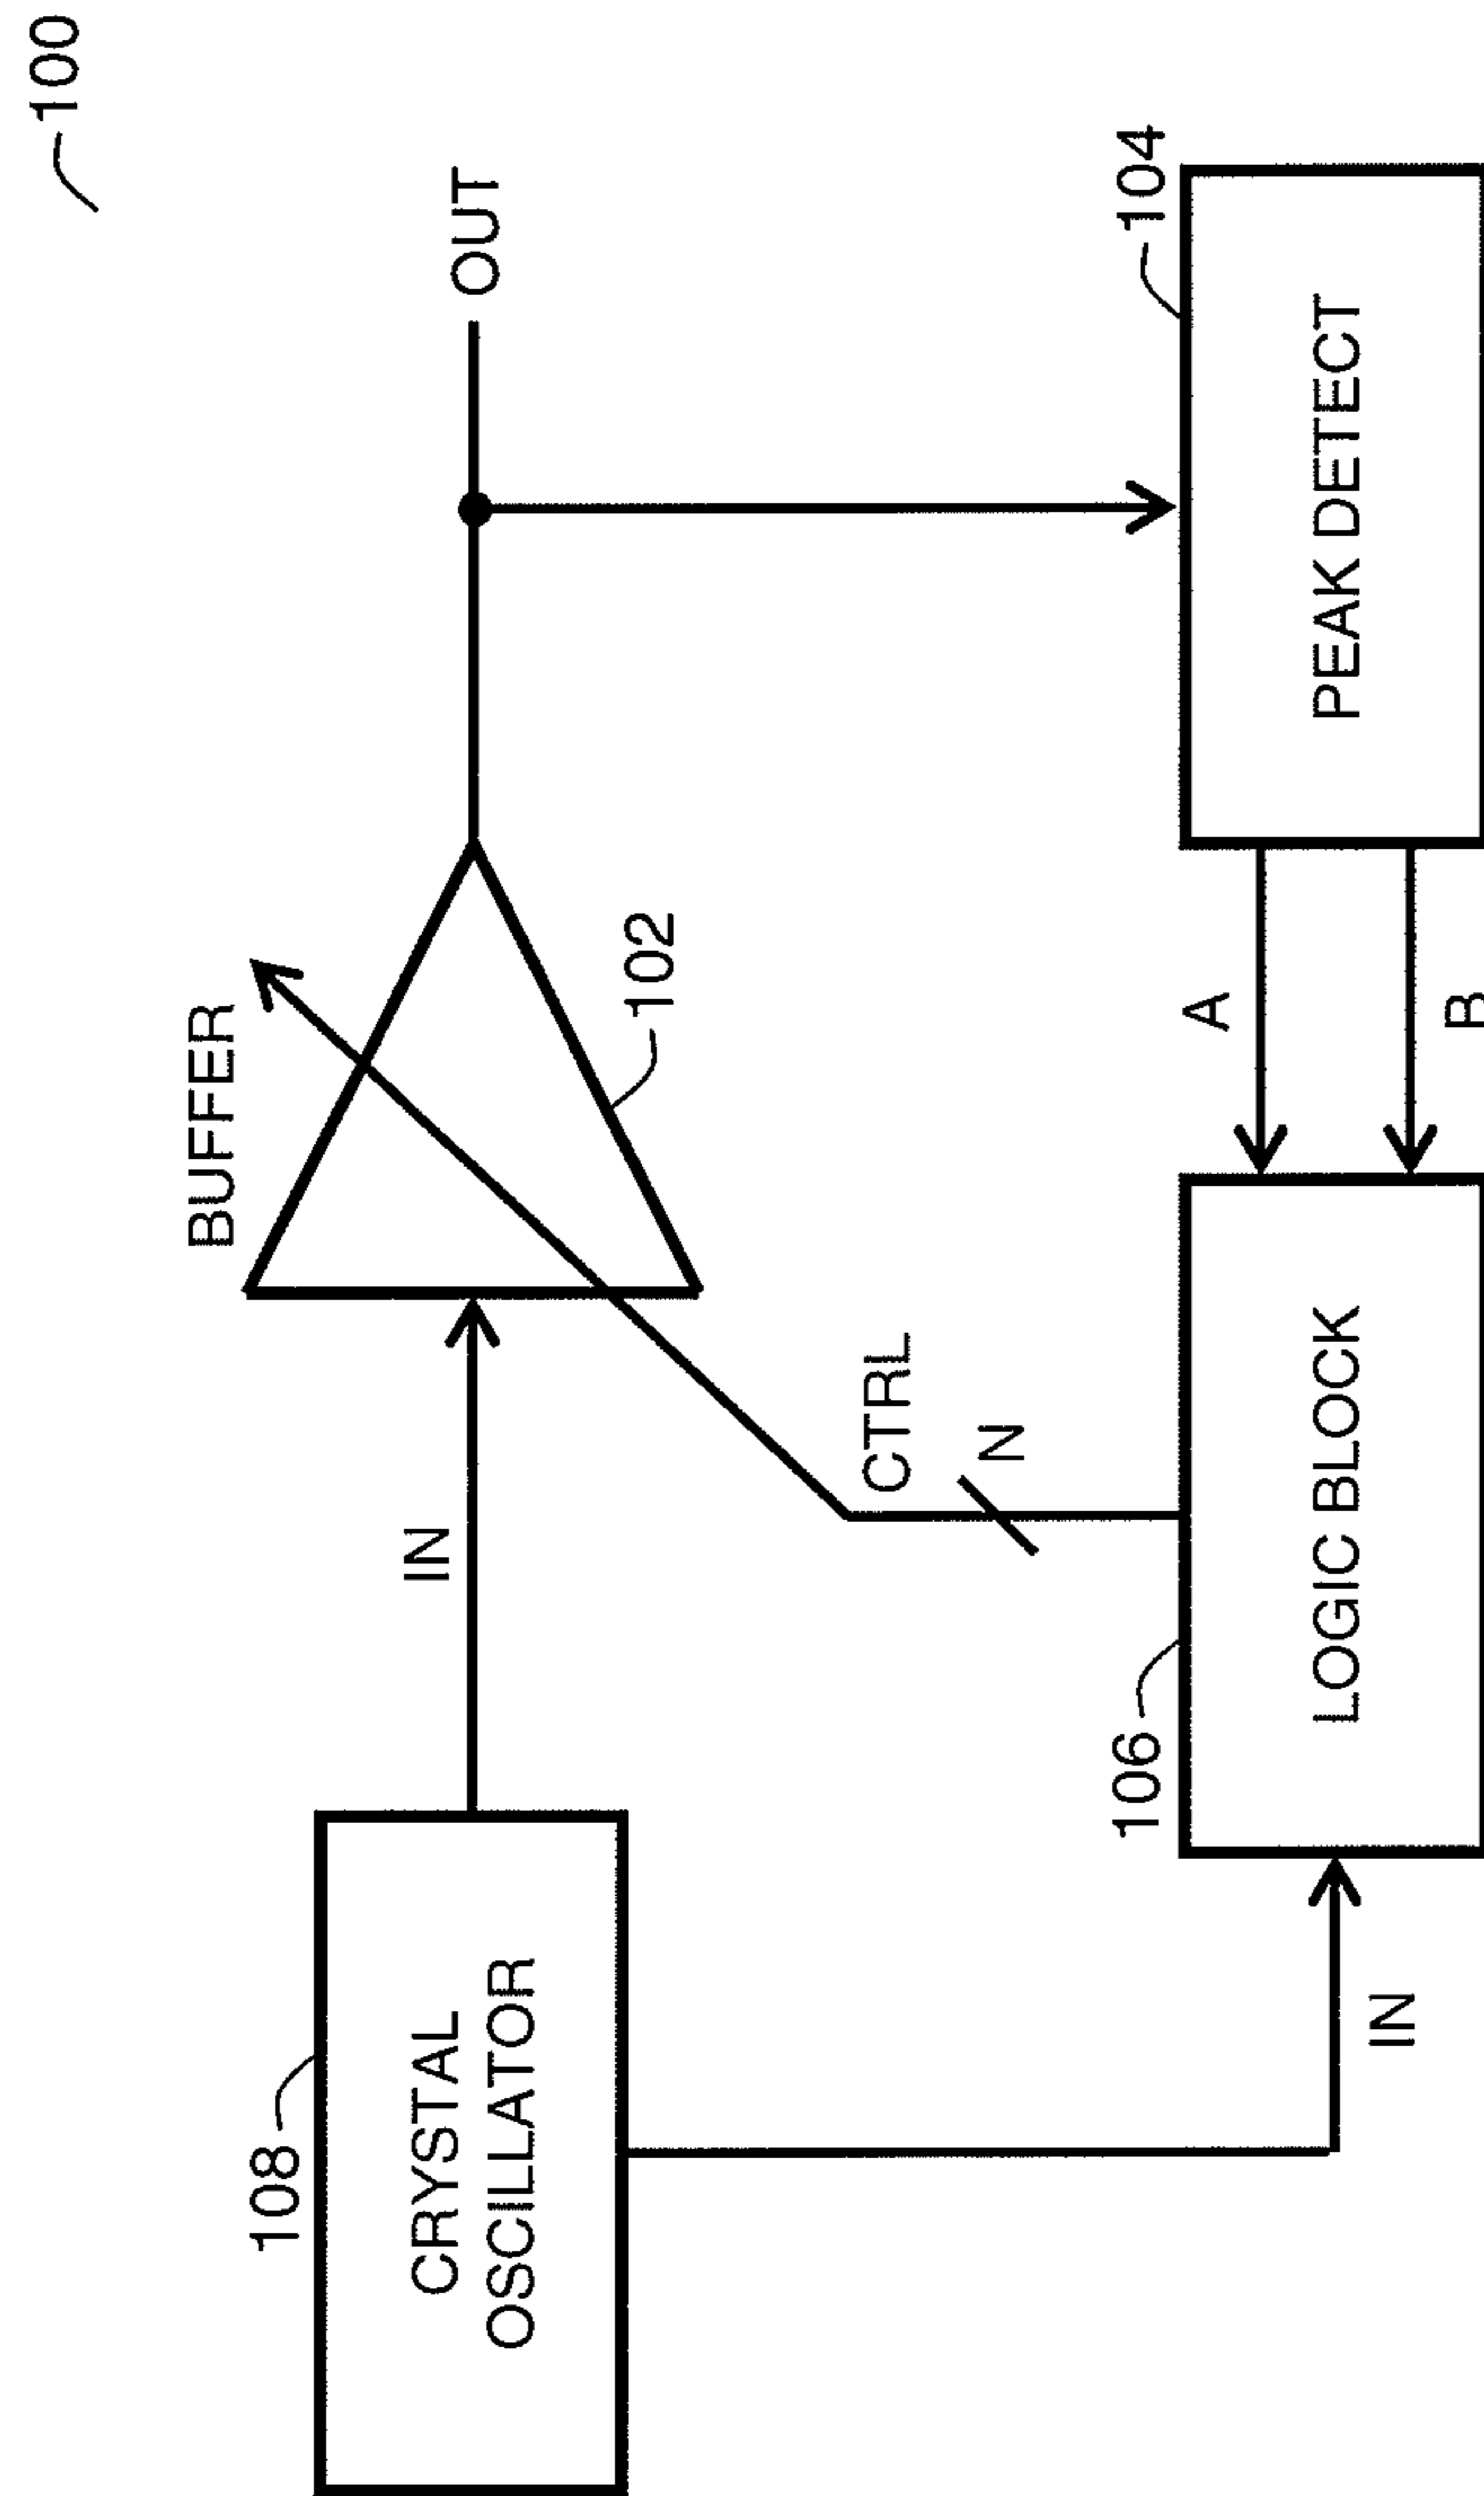 100
BUFFER
108
CRYSTAL
OSCILLATOR
IN
OUT
102
CTRL
N
106
LOGIC BLOCK
A
B
104
PEAK DETECT
IN